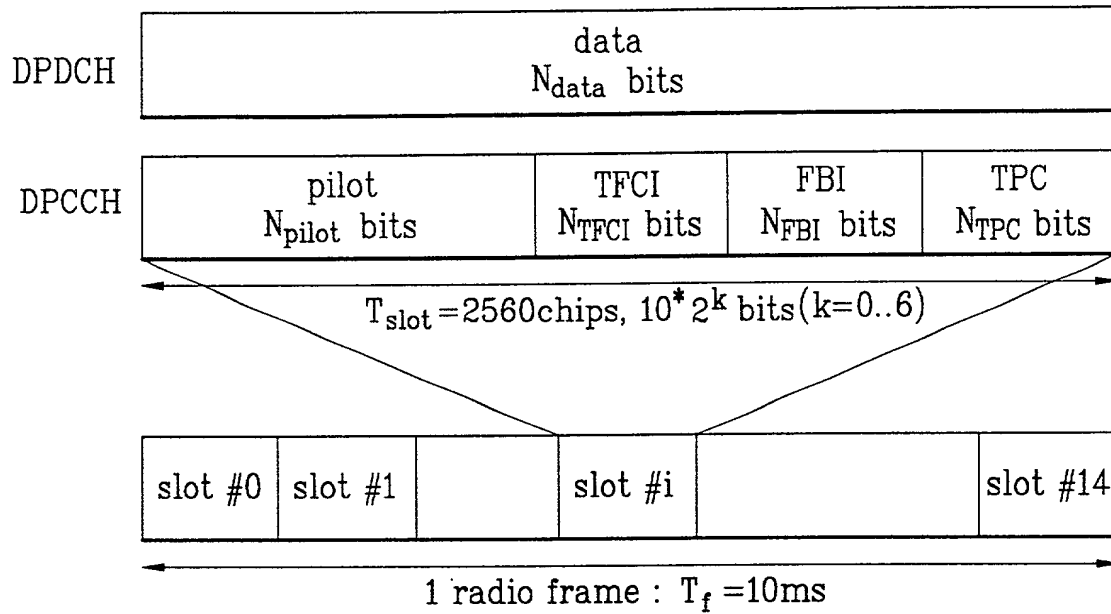 DPDCH
data
N_data bits
DPCCH
pilot
N_pilot bits
TFCI
N_TFCI bits
FBI
N_FBI bits
TPC
N_TPC bits
T_slot=2560chips, 10*2^k bits(k=0..6)
slot #0
slot #1
slot #i
slot #14
1 radio frame : T_f=10ms